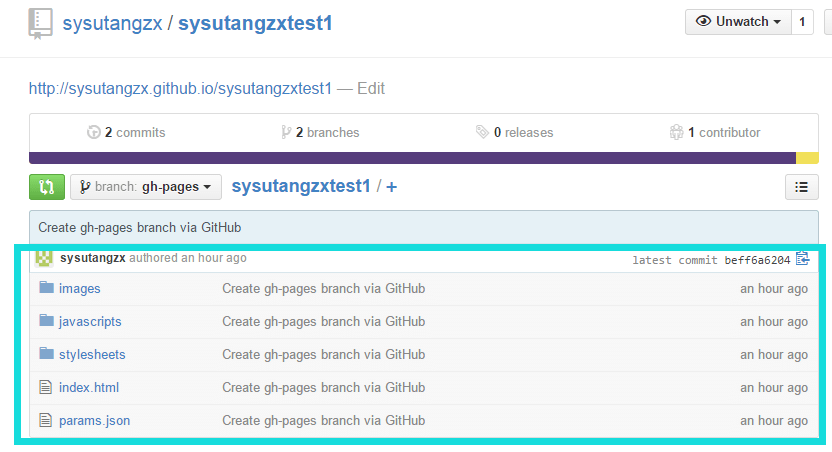 sysutangzx / sysutangzxtest1 Unwatch 1
http://sysutangzx.github.io/sysutangzxtest1 — Edit
2 commits 2 branches 0 releases 1 contributor
branch: gh-pages sysutangzxtest1 / +
Create gh-pages branch via GitHub
sysutangzx authored an hour ago latest commit beff6a6204
images Create gh-pages branch via GitHub an hour ago
javascripts Create gh-pages branch via GitHub an hour ago
stylesheets Create gh-pages branch via GitHub an hour ago
index.html Create gh-pages branch via GitHub an hour ago
params.json Create gh-pages branch via GitHub an hour ago